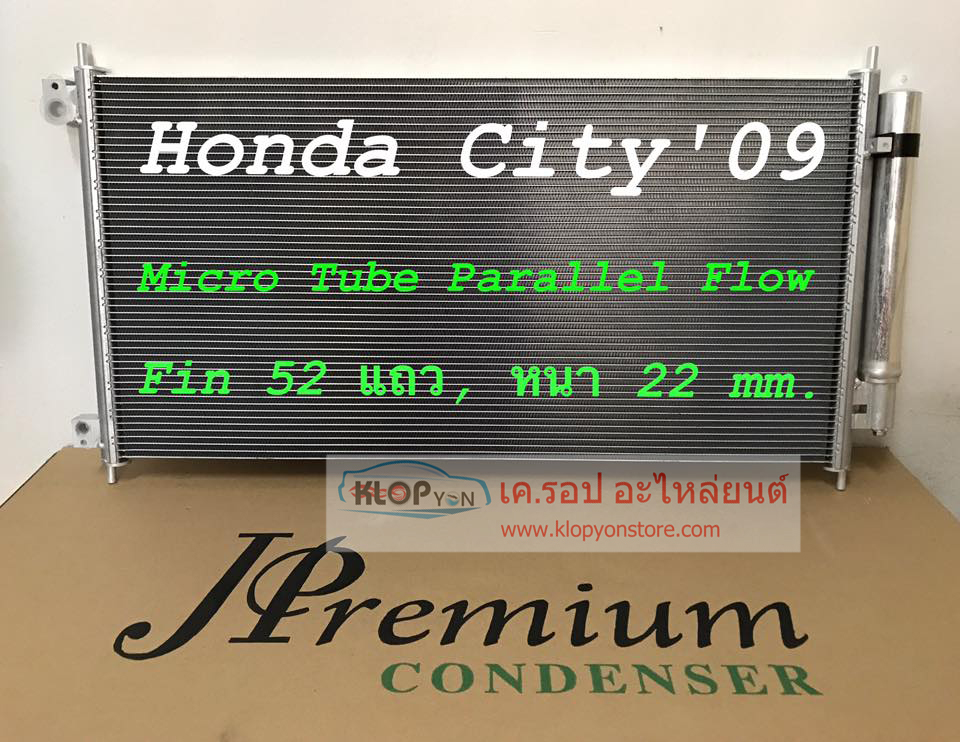 Honda City'09
Micro Tube Parallel Flow
Fin 52 แถว, หนา 22 mm.
KLOPYON เค.รอป อะไหล่ยนต์
www.klopyonstore.com
JPremium
CONDENSER